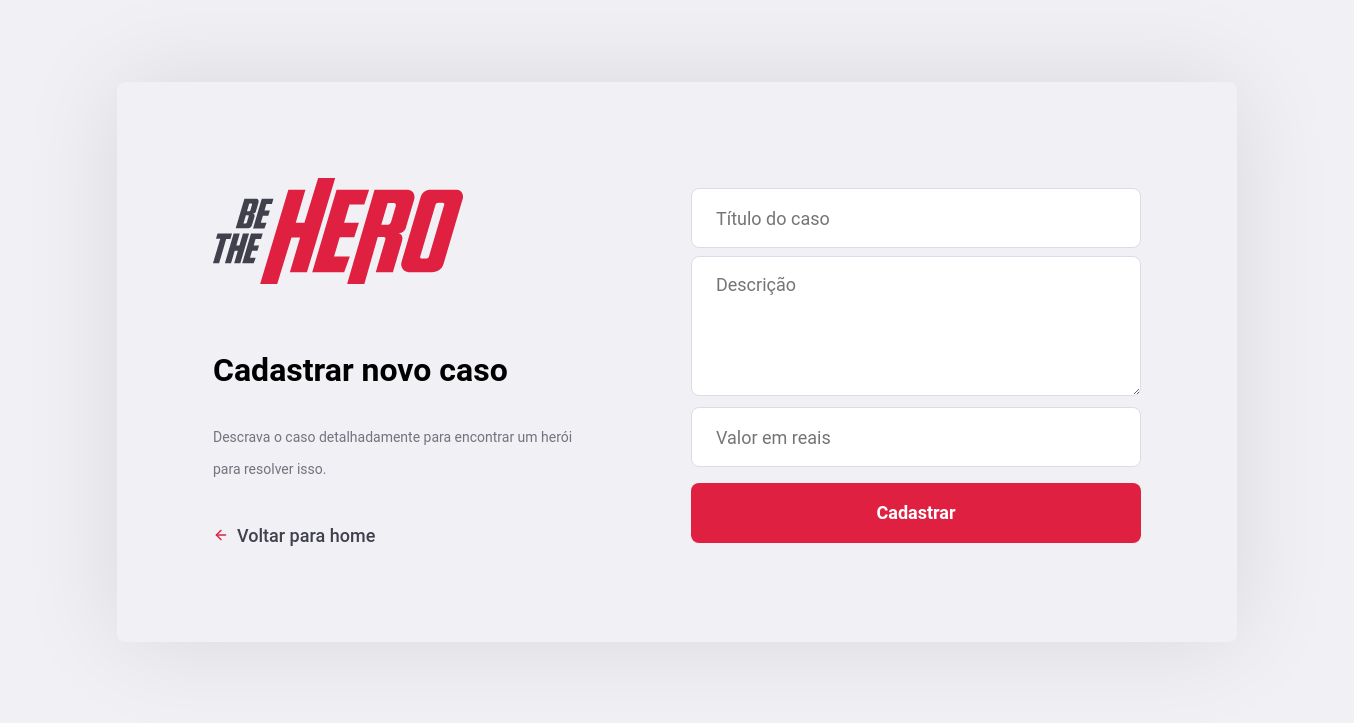 BE
THE
HERO
Cadastrar novo caso
Descrava o caso detalhadamente para encontrar um herói
para resolver isso.
Voltar para home
Título do caso
Descrição
Valor em reais
Cadastrar